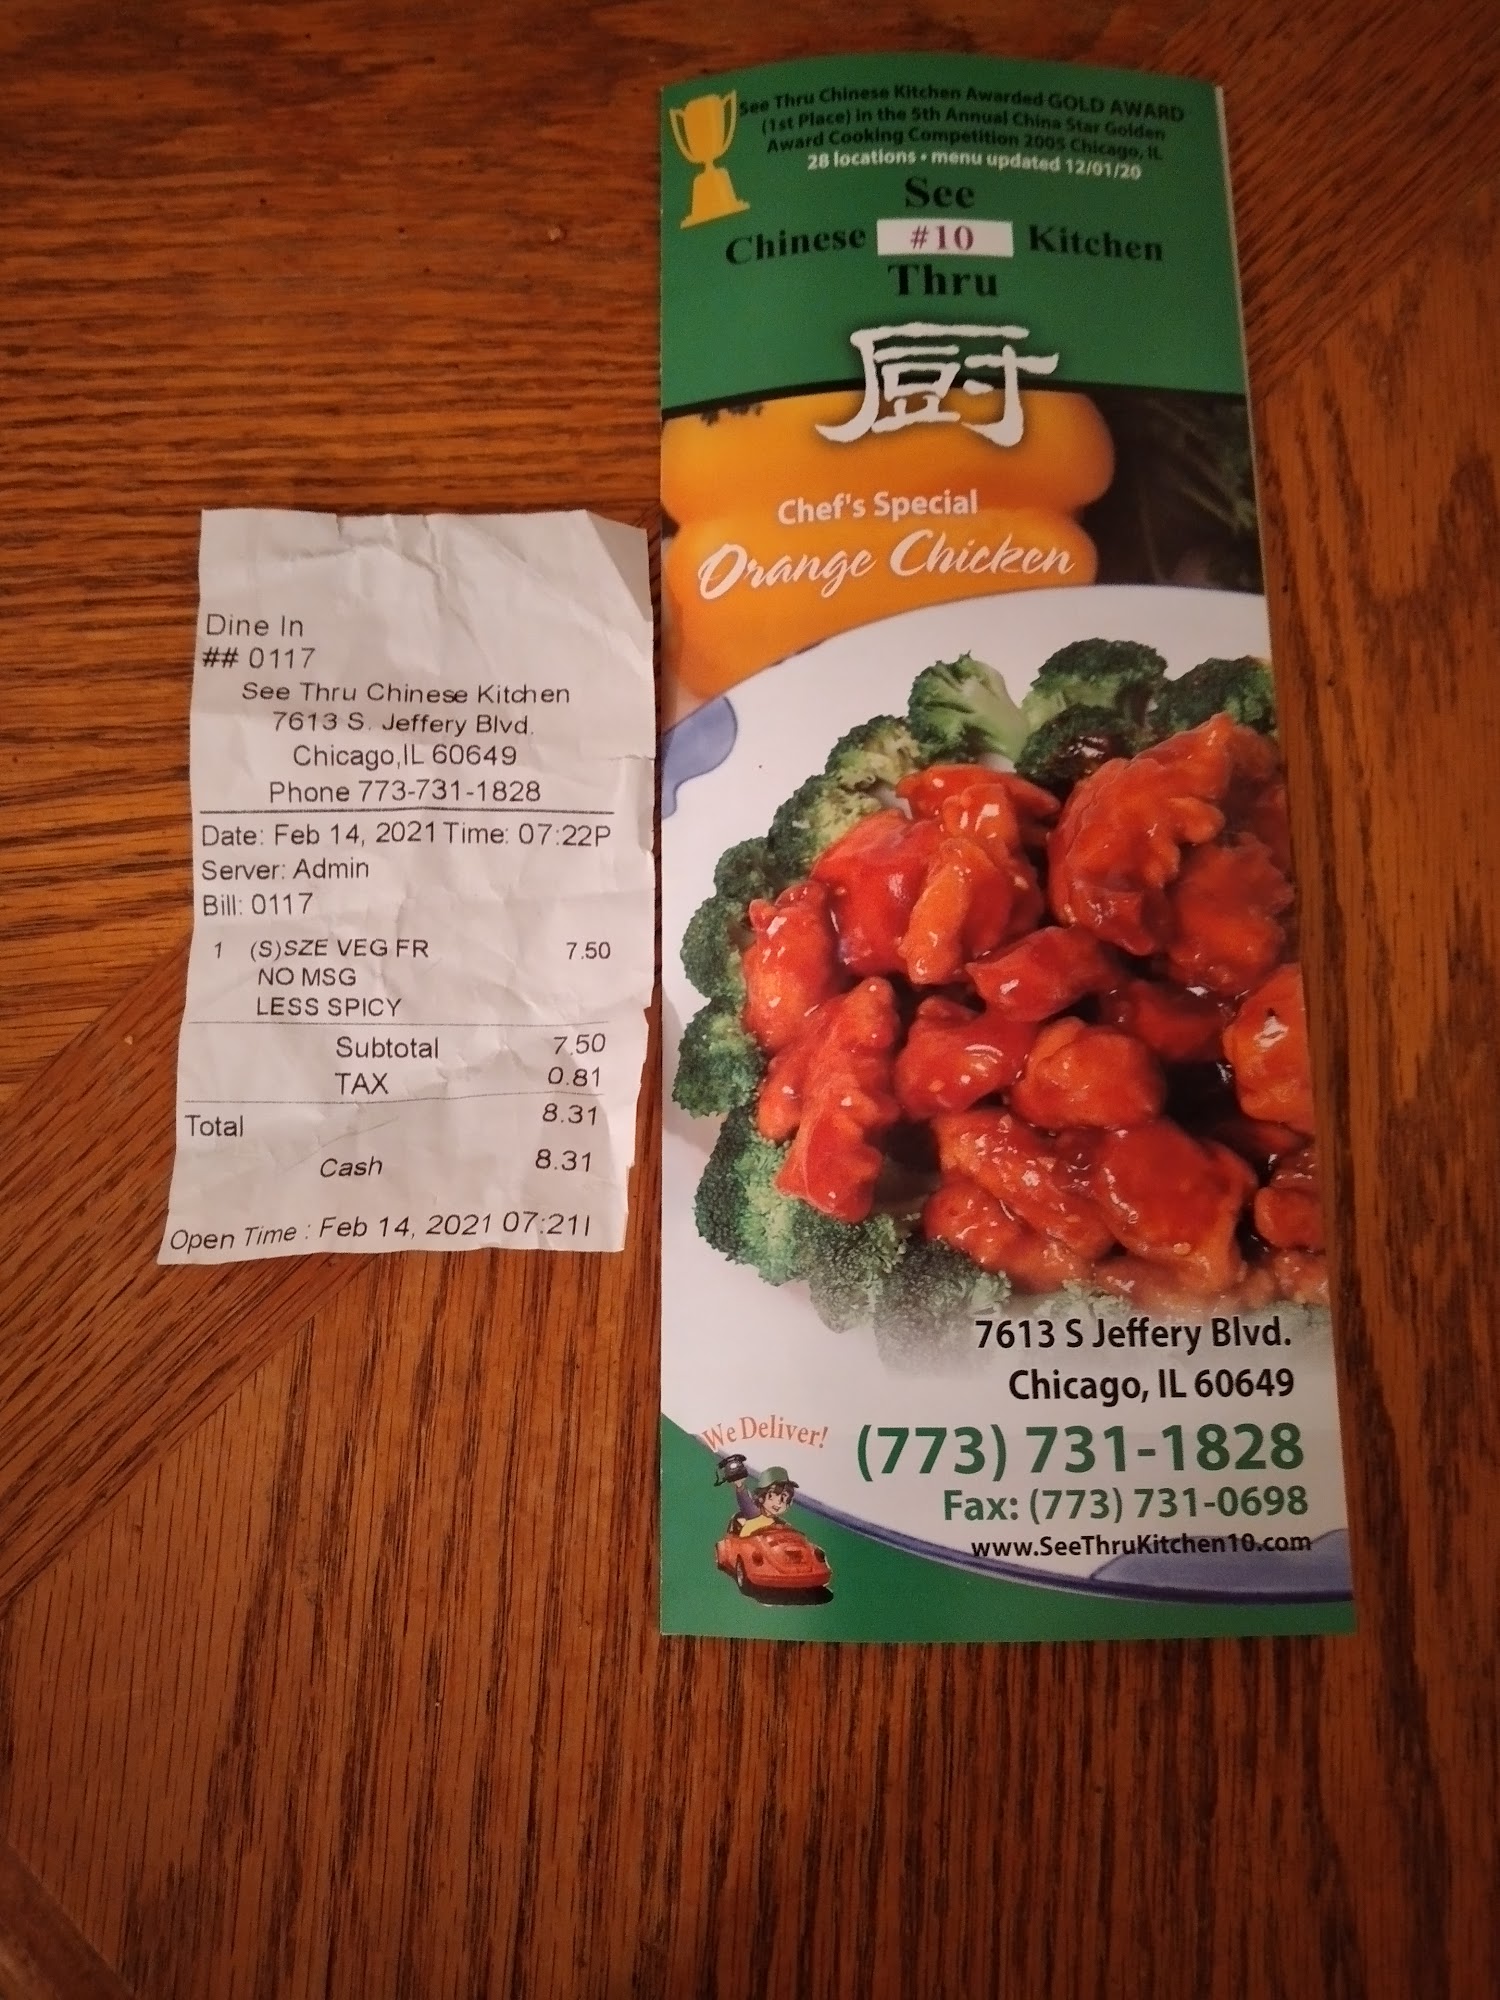 Dine In
## 0117
See Thru Chinese Kitchen
7613 S. Jeffery Blvd.
Chicago,IL 60649
Phone 773-731-1828
Date: Feb 14, 2021 Time: 07:22P
Server: Admin
Bill: 0117
1 (S)SZE VEG FR 7.50
NO MSG
LESS SPICY
Subtotal 7.50
TAX 0.81
Total 8.31
Cash 8.31
Open Time : Feb 14, 2021 07:21
See Thru Chinese Kitchen Awarded GOLD AWARD
(1st Place) in the 5th Annual China Star Golden
Award Cooking Competition 2005 Chicago, IL
28 locations • menu updated 12/01/20
See
Chinese #10 Kitchen
Thru
厨
Chef's Special
Orange Chicken
7613 S Jeffery Blvd.
Chicago, IL 60649
We Deliver!
(773) 731-1828
Fax: (773) 731-0698
www.SeeThruKitchen10.com